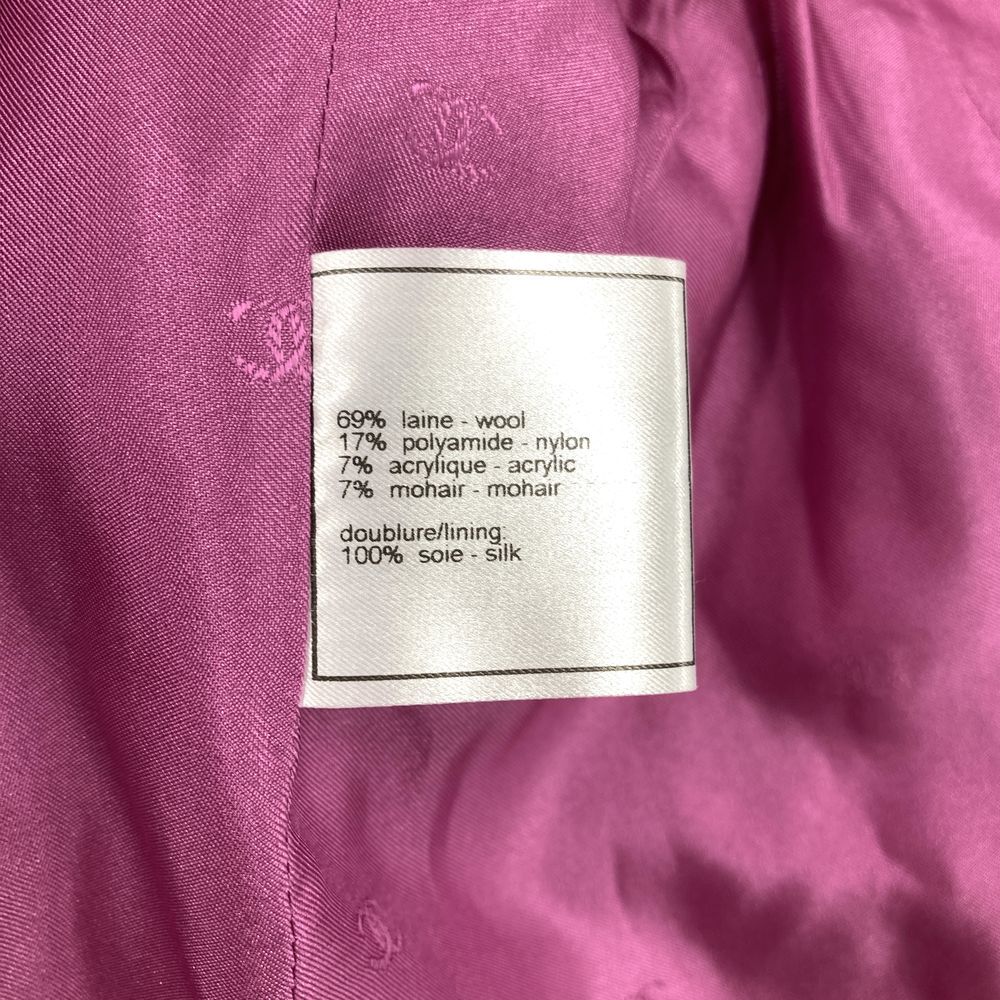 69% laine - wool
17% polyamide - nylon
7% acrylique - acrylic
7% mohair - mohair
doublure/lining:
100% soie - silk